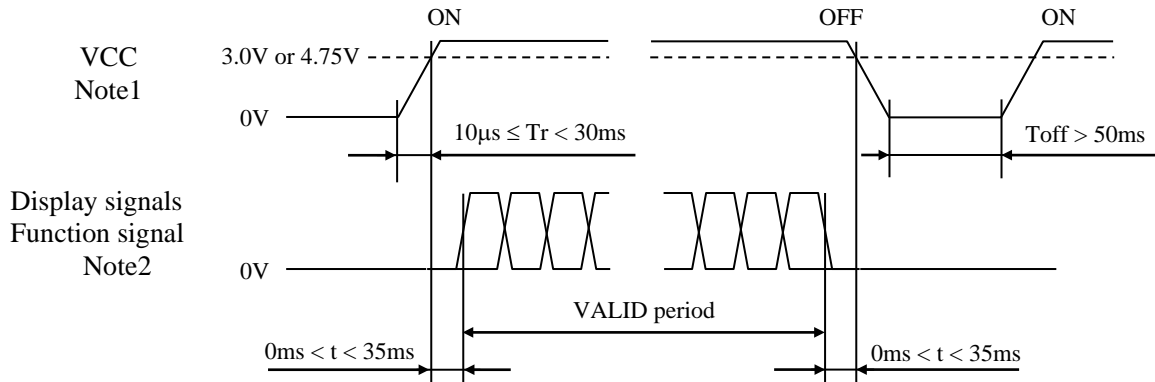 ON
OFF
ON
VCC
Note1
3.0V or 4.75V
0V
10μs ≤ Tr < 30ms
Toff > 50ms
Display signals
Function signal
Note2
0V
VALID period
0ms < t < 35ms
0ms < t < 35ms